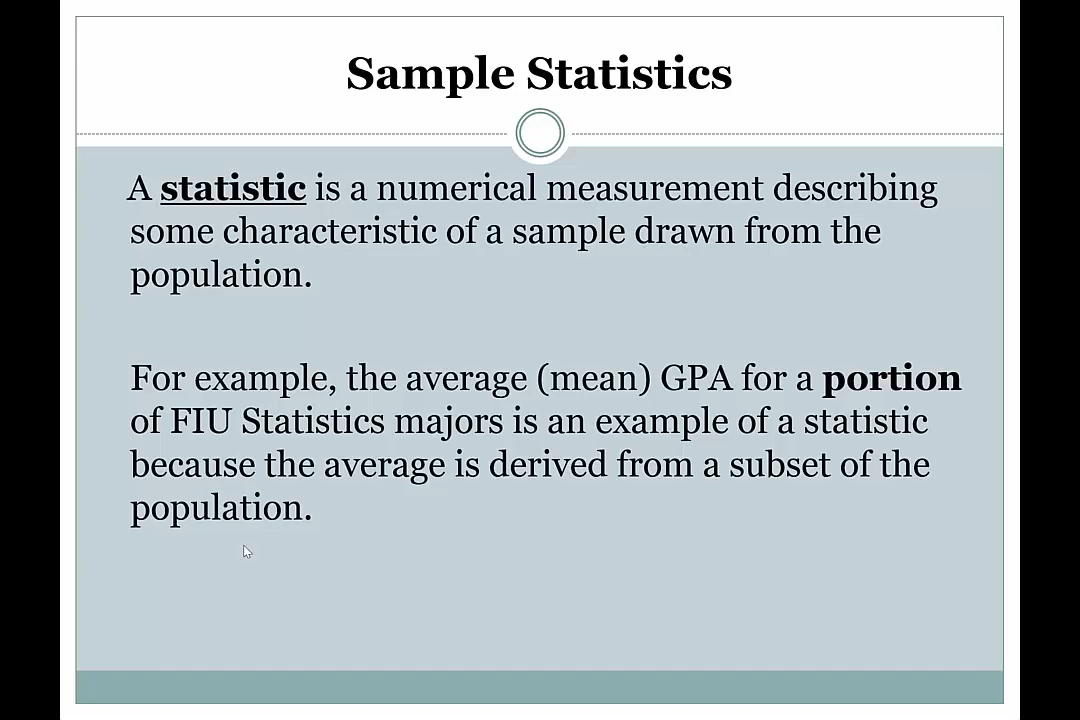 Sample Statistics
A statistic is a numerical measurement describing
some characteristic of a sample drawn from the
population.
For example, the average (mean) GPA for a portion
of FIU Statistics majors is an example of a statistic
because the average is derived from a subset of the
population.